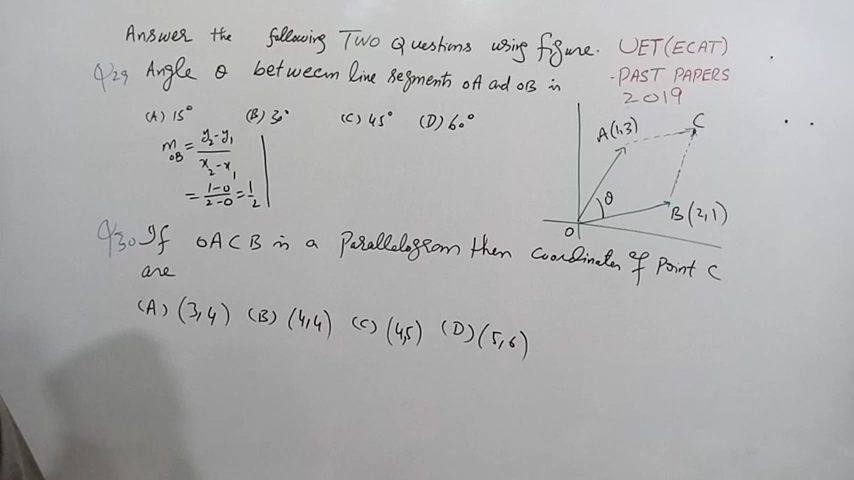 Answer the following TWO Questions using figure. UET(ECAT)
-PAST PAPERS
2019
Q29 Angle θ between line segments OA and OB is
(A) 15° (B) 30° (C) 45° (D) 60°
m_OB = y₂-y₁ / x₂-x₁
= 1-0 / 2-0 = 1/2
A(1,3)
C
θ
B(2,1)
O
Q30 If OACB is a Parallelogram then coordinates of Point C
are
(A) (3,4) (B) (4,4) (C) (4,5) (D) (5,6)